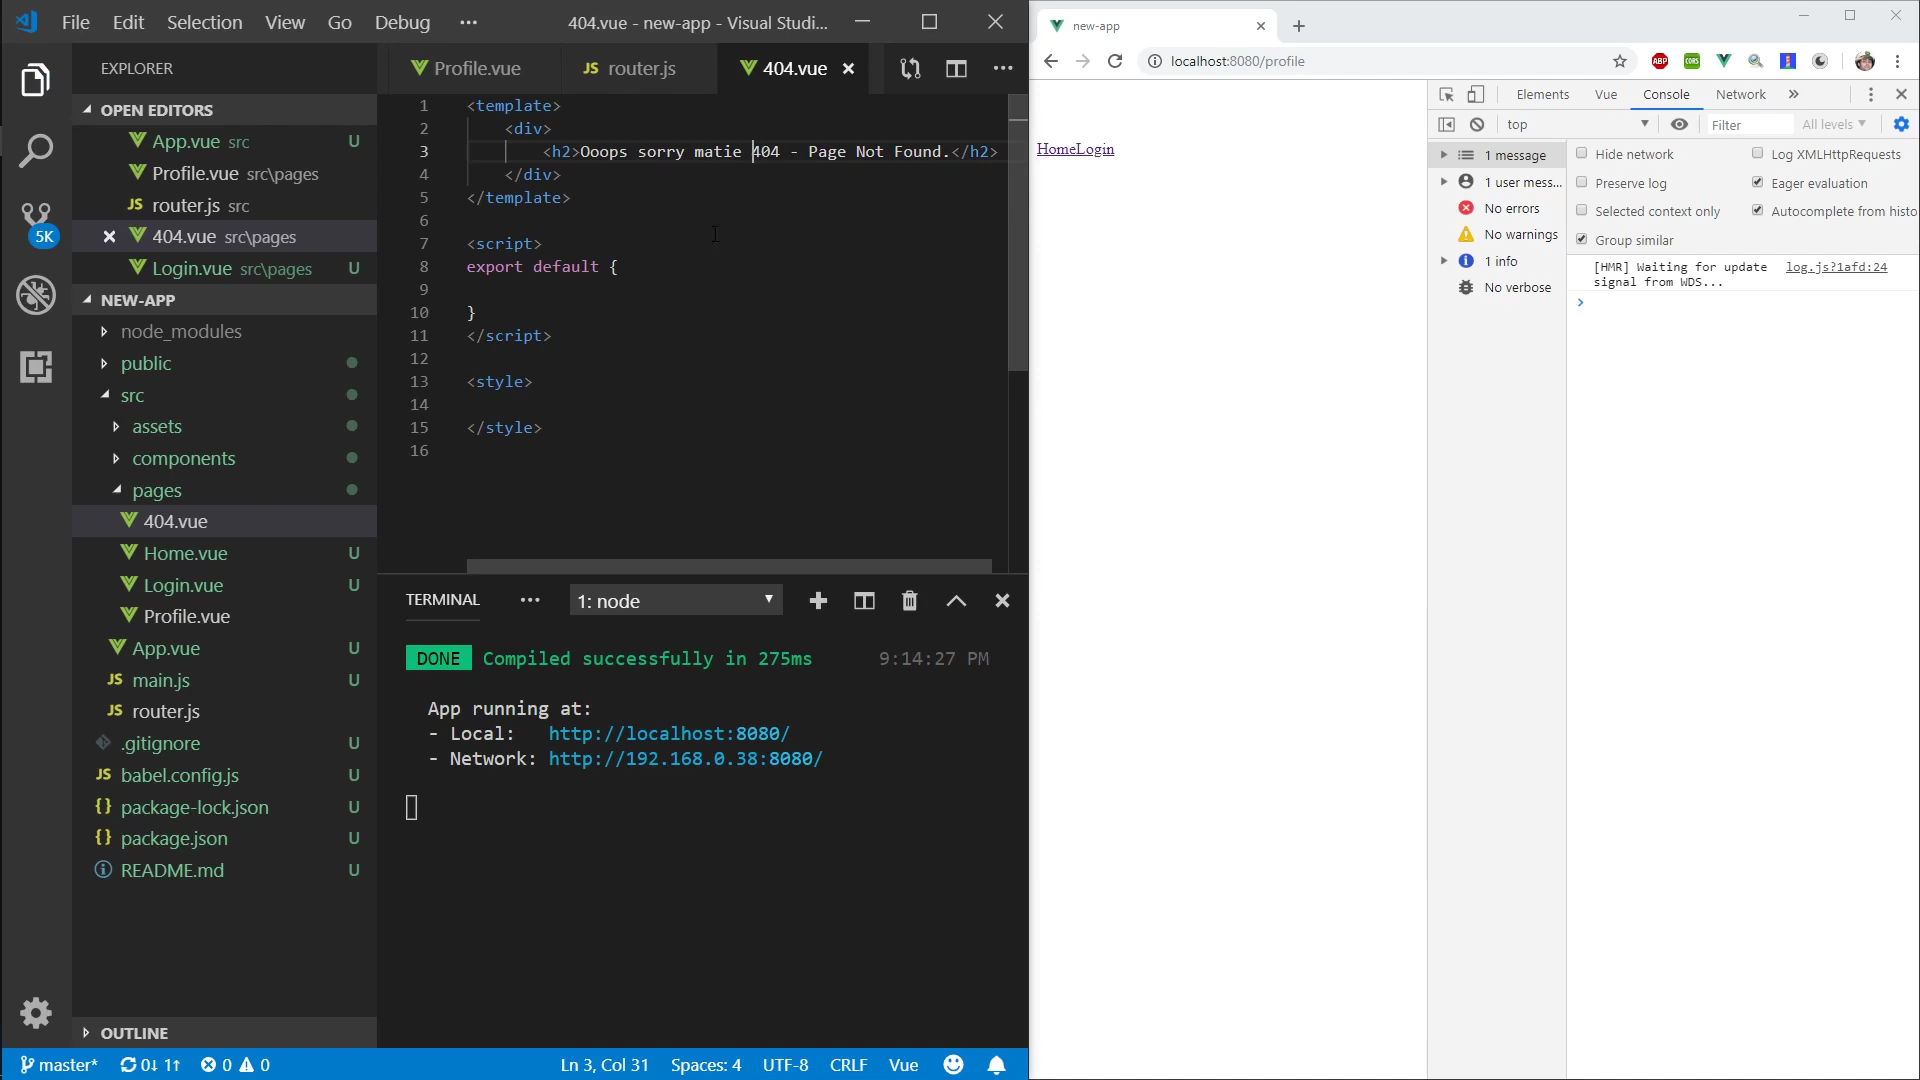 File Edit Selection View Go Debug ··· 404.vue - new-app - Visual Studi...
EXPLORER
OPEN EDITORS
App.vue src U
Profile.vue src\pages
JS router.js src
404.vue src\pages
Login.vue src\pages U
NEW-APP
node_modules
public
src
assets
components
pages
404.vue
Home.vue U
Login.vue U
Profile.vue
App.vue U
JS main.js U
JS router.js
.gitignore U
JS babel.config.js U
{} package-lock.json U
{} package.json U
README.md U
OUTLINE
5K
Profile.vue JS router.js 404.vue
1 <template>
2 <div>
3 <h2>Ooops sorry matie 404 - Page Not Found.</h2>
4 </div>
5 </template>
6
7 <script>
8 export default {
9
10 }
11 </script>
12
13 <style>
14
15 </style>
16
TERMINAL ··· 1: node
DONE Compiled successfully in 275ms 9:14:27 PM
App running at:
- Local: http://localhost:8080/
- Network: http://192.168.0.38:8080/
master* 0↓ 1↑ 0 0 Ln 3, Col 31 Spaces: 4 UTF-8 CRLF Vue
new-app
localhost:8080/profile
ABP CORS
HomeLogin
Elements Vue Console Network »
top Filter All levels
1 message
1 user mess...
No errors
No warnings
1 info
No verbose
Hide network Log XMLHttpRequests
Preserve log Eager evaluation
Selected context only Autocomplete from histo
Group similar
[HMR] Waiting for update log.js?1afd:24
signal from WDS...